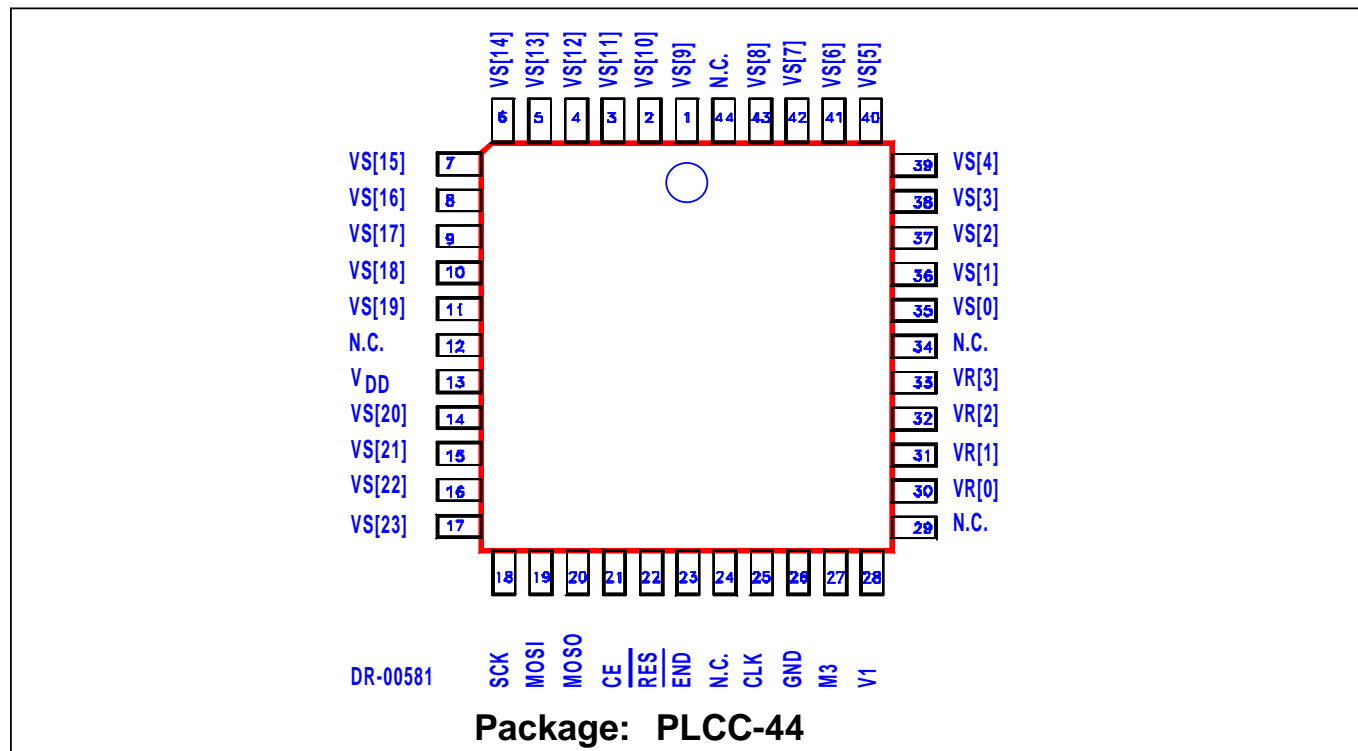 VS[14] VS[13] VS[12] VS[11] VS[10] VS[9] N.C. VS[8] VS[7] VS[6] VS[5]
6 5 4 3 2 1 44 43 42 41 40
VS[15] 7 39 VS[4]
VS[16] 8 38 VS[3]
VS[17] 9 37 VS[2]
VS[18] 10 36 VS[1]
VS[19] 11 35 VS[0]
N.C. 12 34 N.C.
VDD 13 33 VR[3]
VS[20] 14 32 VR[2]
VS[21] 15 31 VR[1]
VS[22] 16 30 VR[0]
VS[23] 17 29 N.C.
18 19 20 21 22 23 24 25 26 27 28
DR-00581 SCK MOSI MOSO CE RES END N.C. CLK GND M3 V1
Package: PLCC-44